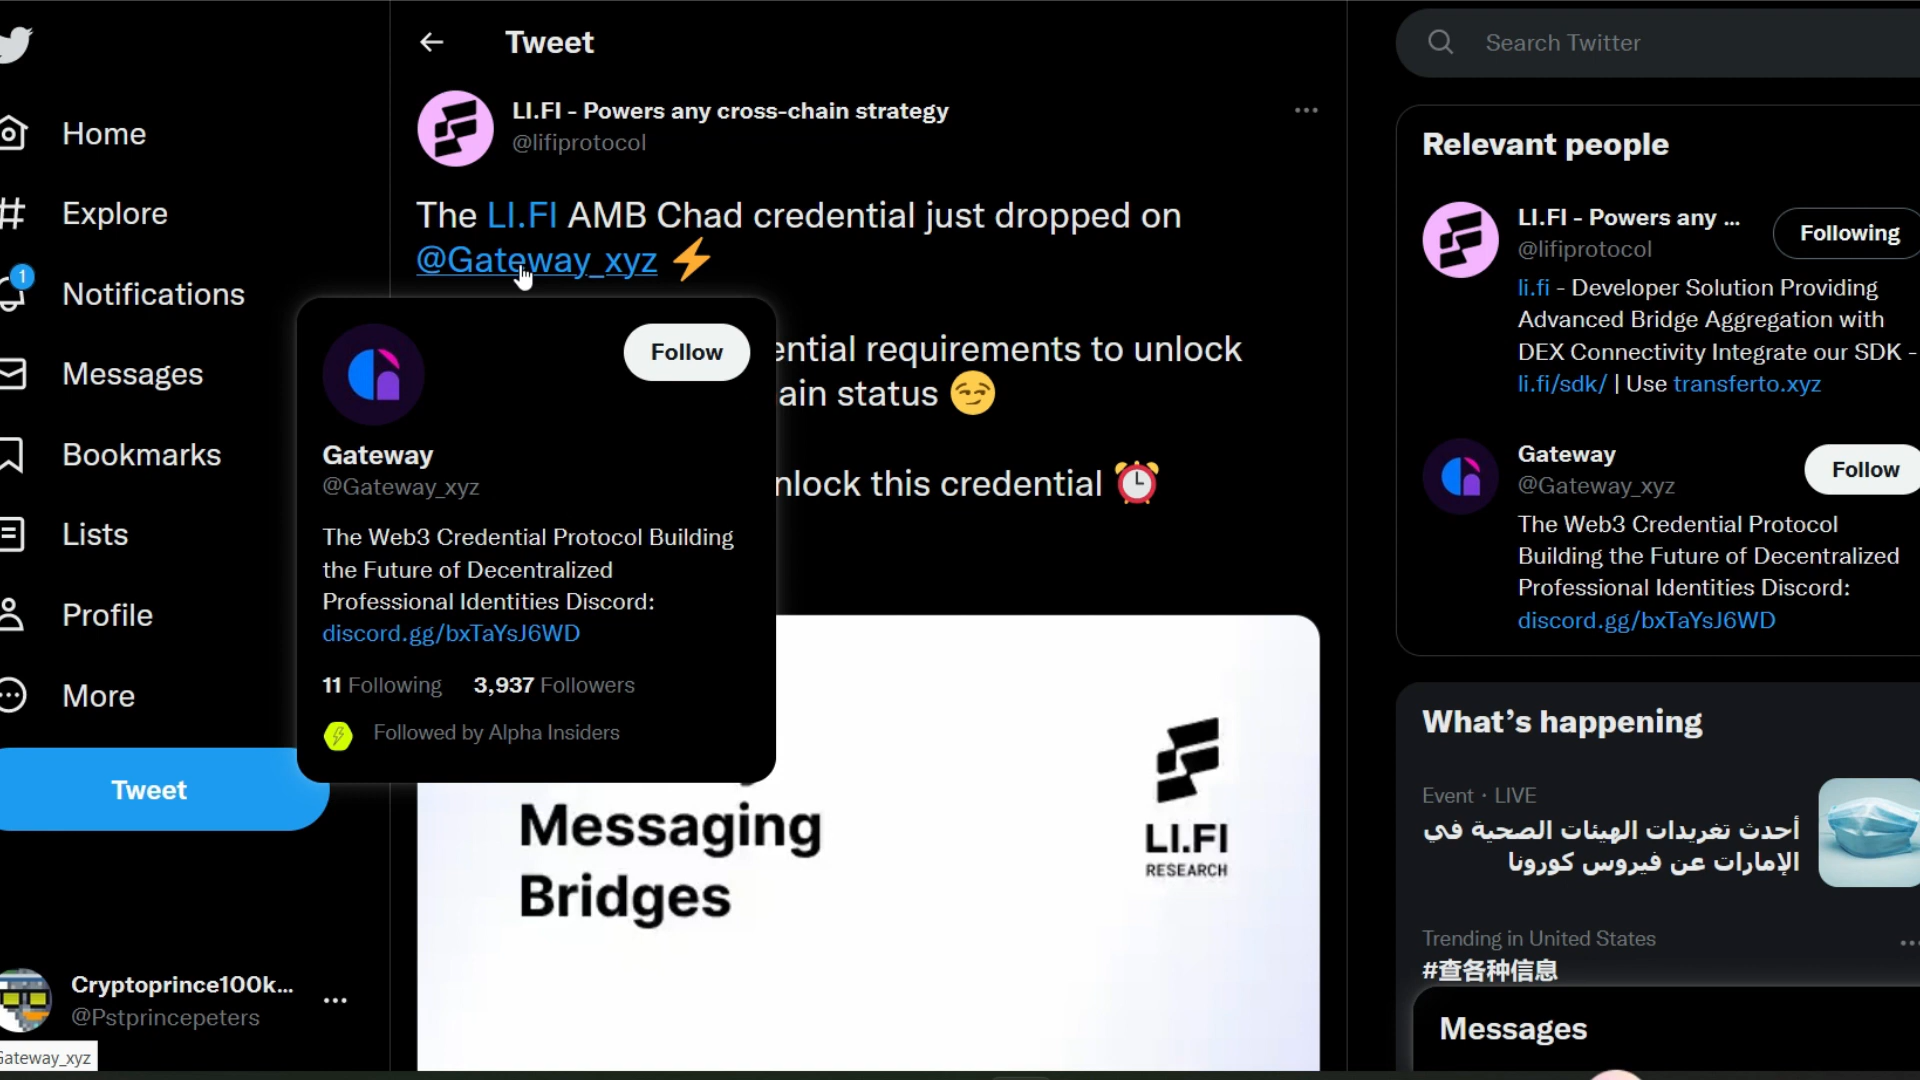 Tweet
Search Twitter
Home
Explore
1
Notifications
Messages
Bookmarks
Lists
Profile
More
Tweet
Cryptoprince100k...
@Pstprincepeters
Gateway_xyz
LI.FI - Powers any cross-chain strategy
@lifiprotocol
The LI.FI AMB Chad credential just dropped on
@Gateway_xyz ⚡
ential requirements to unlock
ain status 😏
nlock this credential ⏰
Follow
Gateway
@Gateway_xyz
The Web3 Credential Protocol Building
the Future of Decentralized
Professional Identities Discord:
discord.gg/bxTaYsJ6WD
11 Following 3,937 Followers
Followed by Alpha Insiders
Messaging
Bridges
LI.FI
RESEARCH
Relevant people
LI.FI - Powers any ...
Following
@lifiprotocol
li.fi - Developer Solution Providing
Advanced Bridge Aggregation with
DEX Connectivity Integrate our SDK -
li.fi/sdk/ | Use transferto.xyz
Gateway
Follow
@Gateway_xyz
The Web3 Credential Protocol
Building the Future of Decentralized
Professional Identities Discord:
discord.gg/bxTaYsJ6WD
What's happening
Event · LIVE
أحدث تغريدات الهيئات الصحية في
الإمارات عن فيروس كورونا
Trending in United States
#查各种信息
Messages